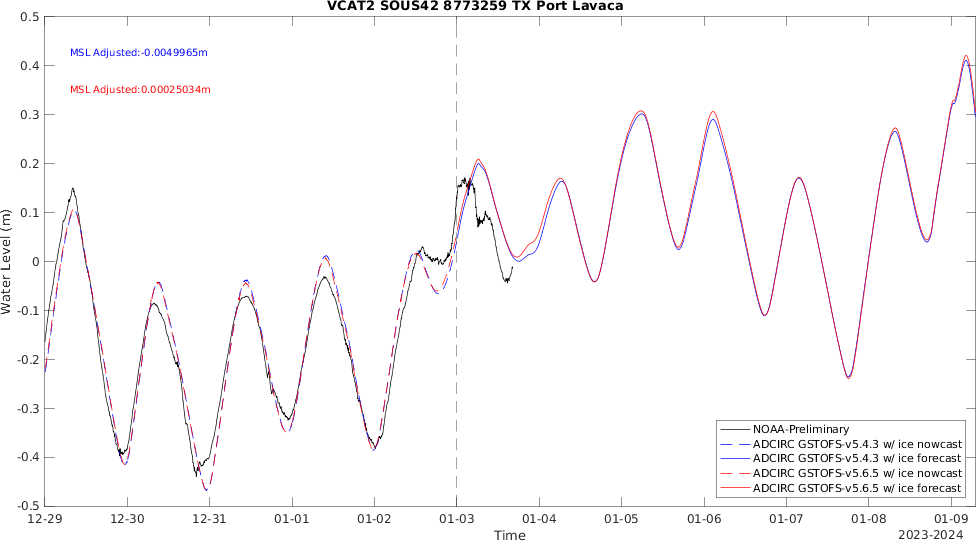 VCAT2 SOUS42 8773259 TX Port Lavaca
0.5
0.4
0.3
0.2
0.1
0
-0.1
-0.2
-0.3
-0.4
-0.5
Water Level (m)
MSL Adjusted:-0.0049965m
MSL Adjusted:0.00025034m
NOAA-Preliminary
ADCIRC GSTOFS-v5.4.3 w/ ice nowcast
ADCIRC GSTOFS-v5.4.3 w/ ice forecast
ADCIRC GSTOFS-v5.6.5 w/ ice nowcast
ADCIRC GSTOFS-v5.6.5 w/ ice forecast
12-29 12-30 12-31 01-01 01-02 01-03 01-04 01-05 01-06 01-07 01-08 01-09
Time
2023-2024